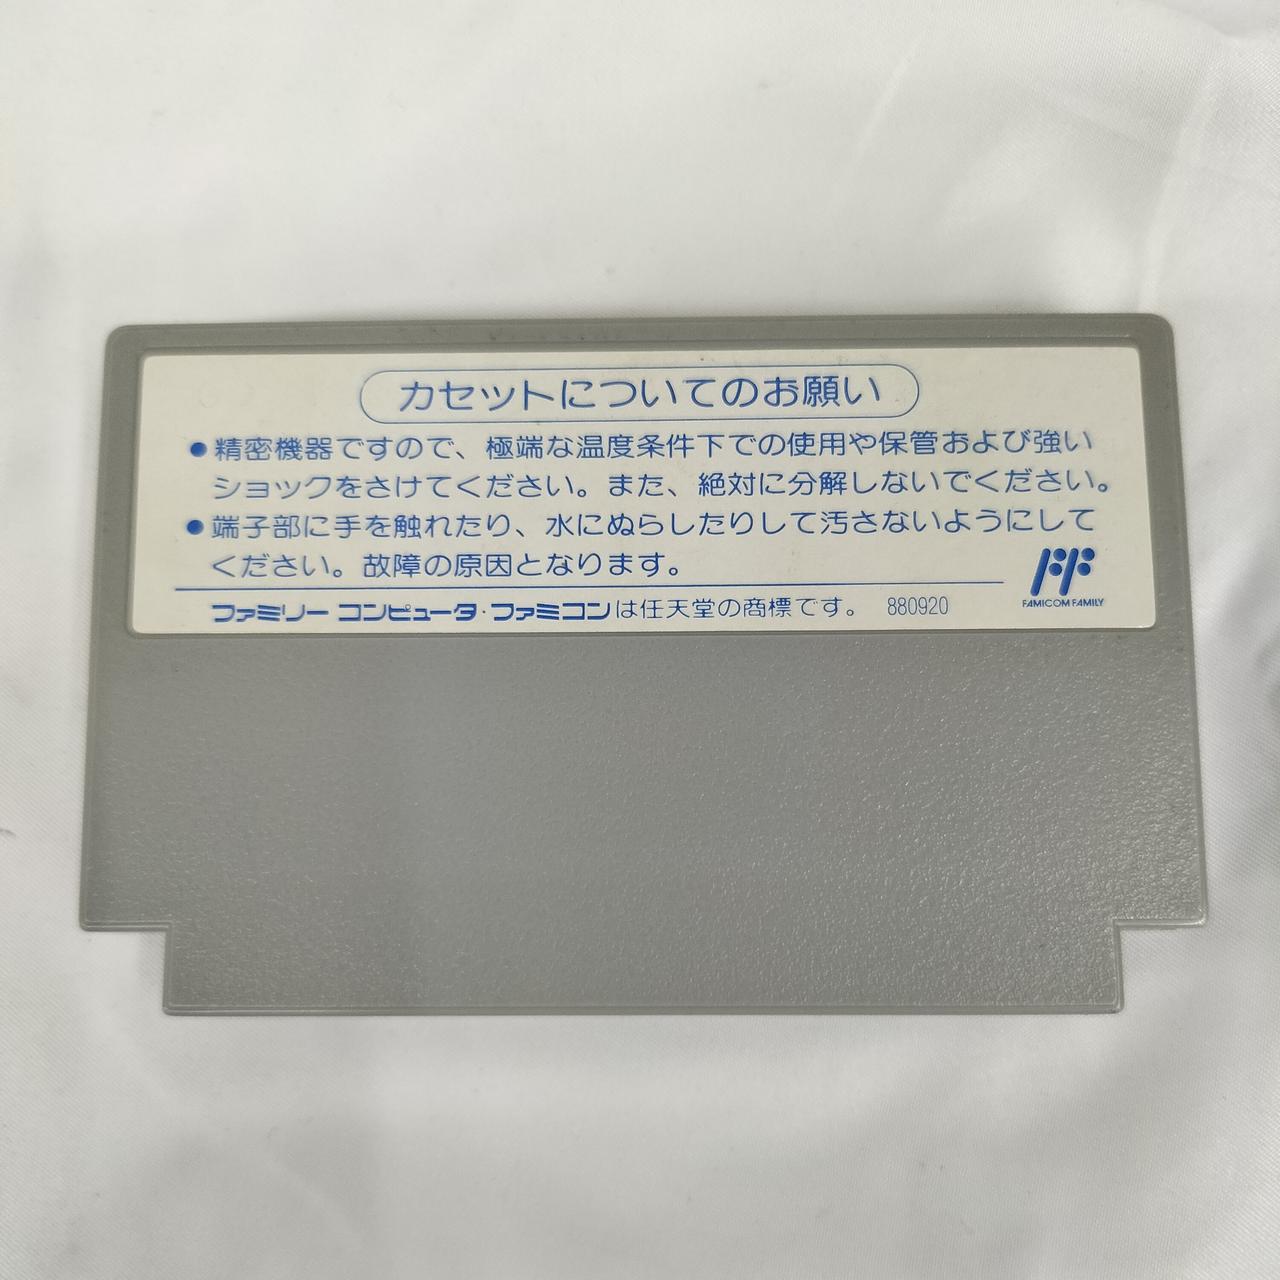 カセットについてのお願い
●精密機器ですので、極端な温度条件下での使用や保管および強い
ショックをさけてください。また、絶対に分解しないでください。
●端子部に手を触れたり、水にぬらしたりして汚さないようにして
ください。故障の原因となります。
FAMICOM FAMILY
ファミリー コンピュータ・ファミコンは任天堂の商標です。 880920